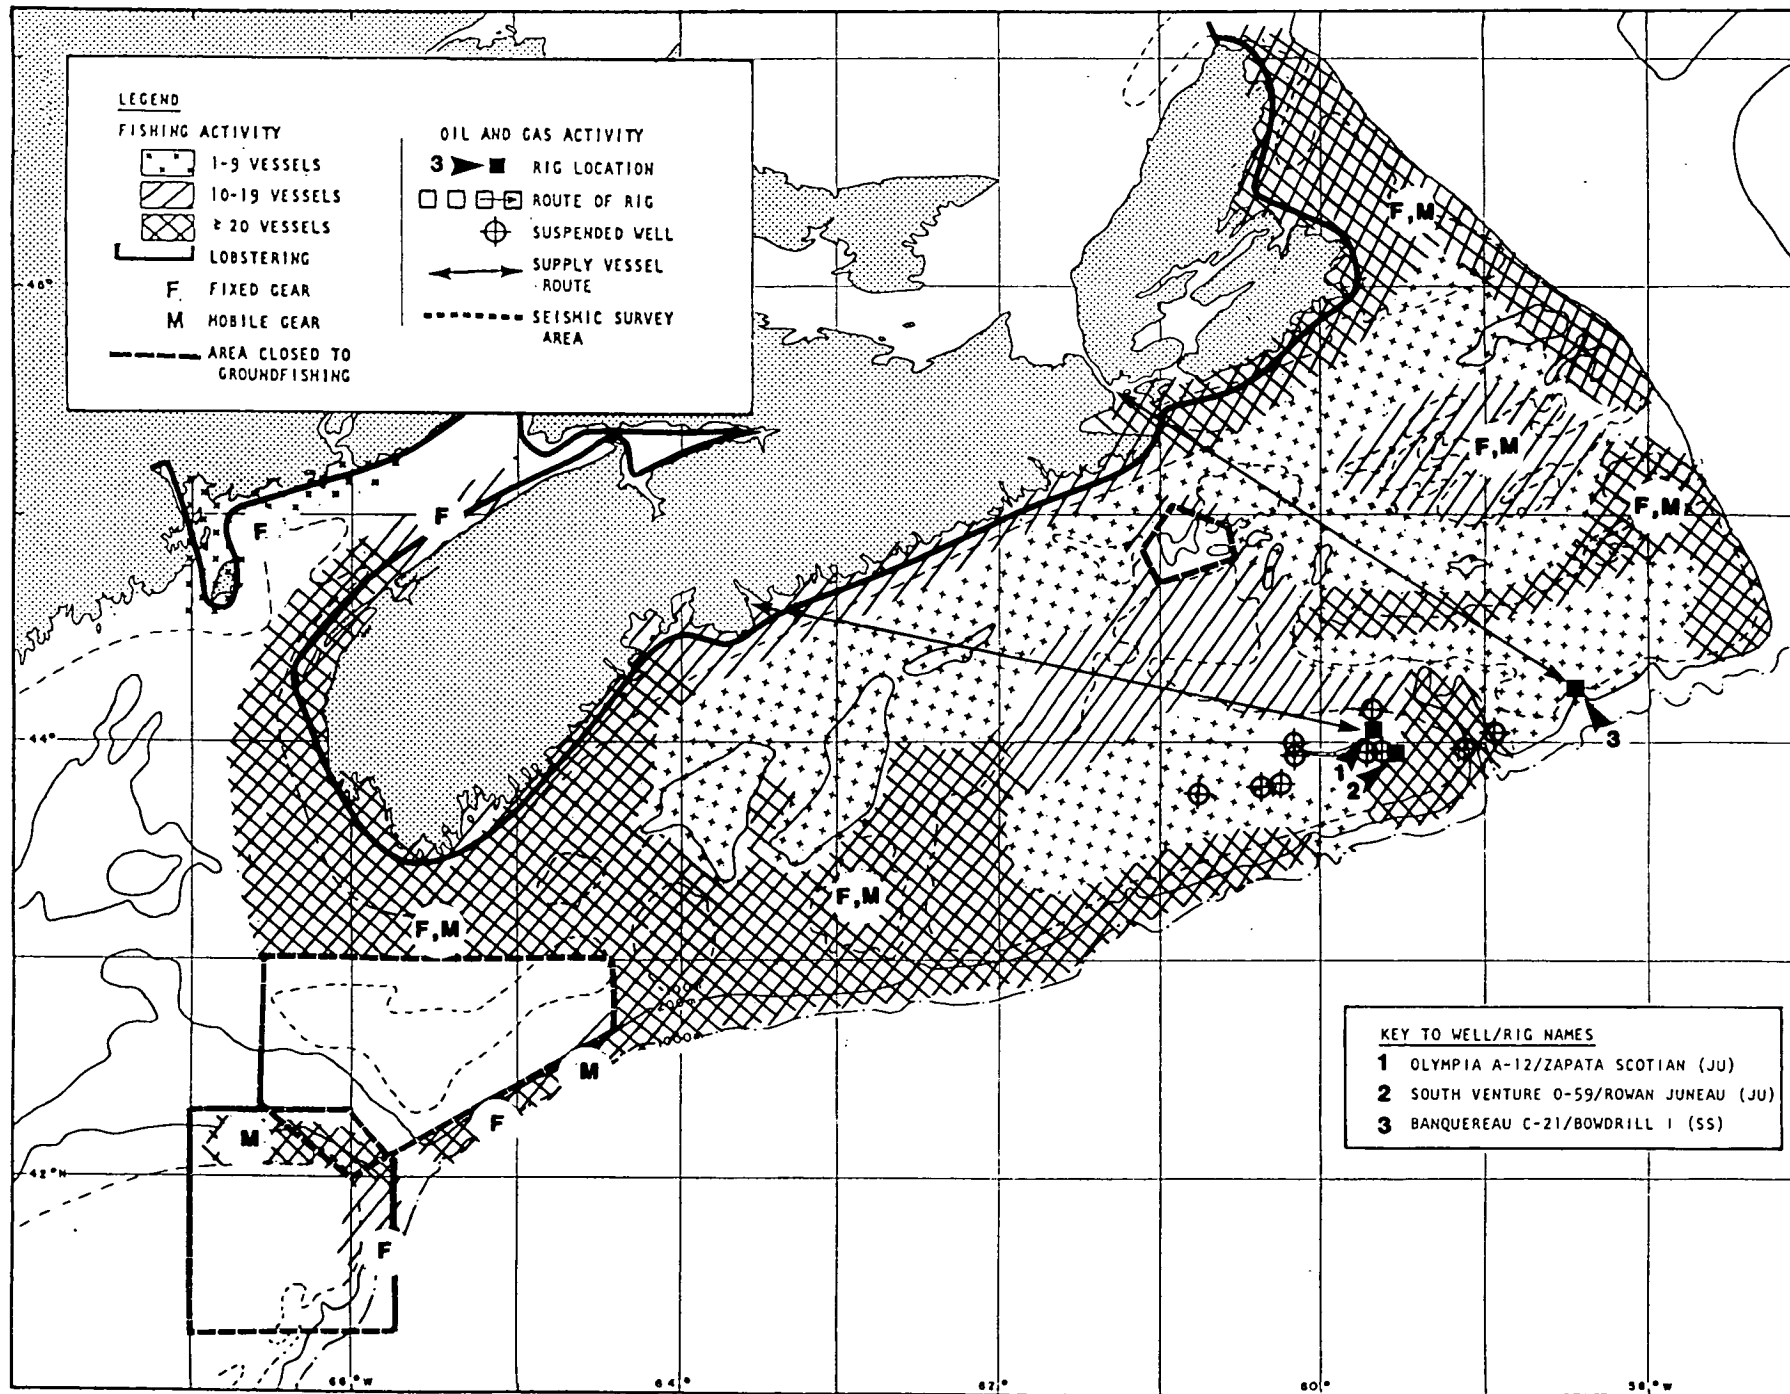 LEGEND
FISHING ACTIVITY
1-9 VESSELS
10-19 VESSELS
≥ 20 VESSELS
LOBSTERING
F FIXED GEAR
M MOBILE GEAR
AREA CLOSED TO
GROUNDFISHING
OIL AND GAS ACTIVITY
3 RIG LOCATION
ROUTE OF RIG
SUSPENDED WELL
SUPPLY VESSEL
ROUTE
SEISMIC SURVEY
AREA
F,M
46°
F,M
F,M
F
F
44°
3
1
2
F,M
F,M
M
F
M
42°N
F
KEY TO WELL/RIG NAMES
1 OLYMPIA A-12/ZAPATA SCOTIAN (JU)
2 SOUTH VENTURE O-59/ROWAN JUNEAU (JU)
3 BANQUEREAU C-21/BOWDRILL I (SS)
66°W
64°
62°
60°
58°W